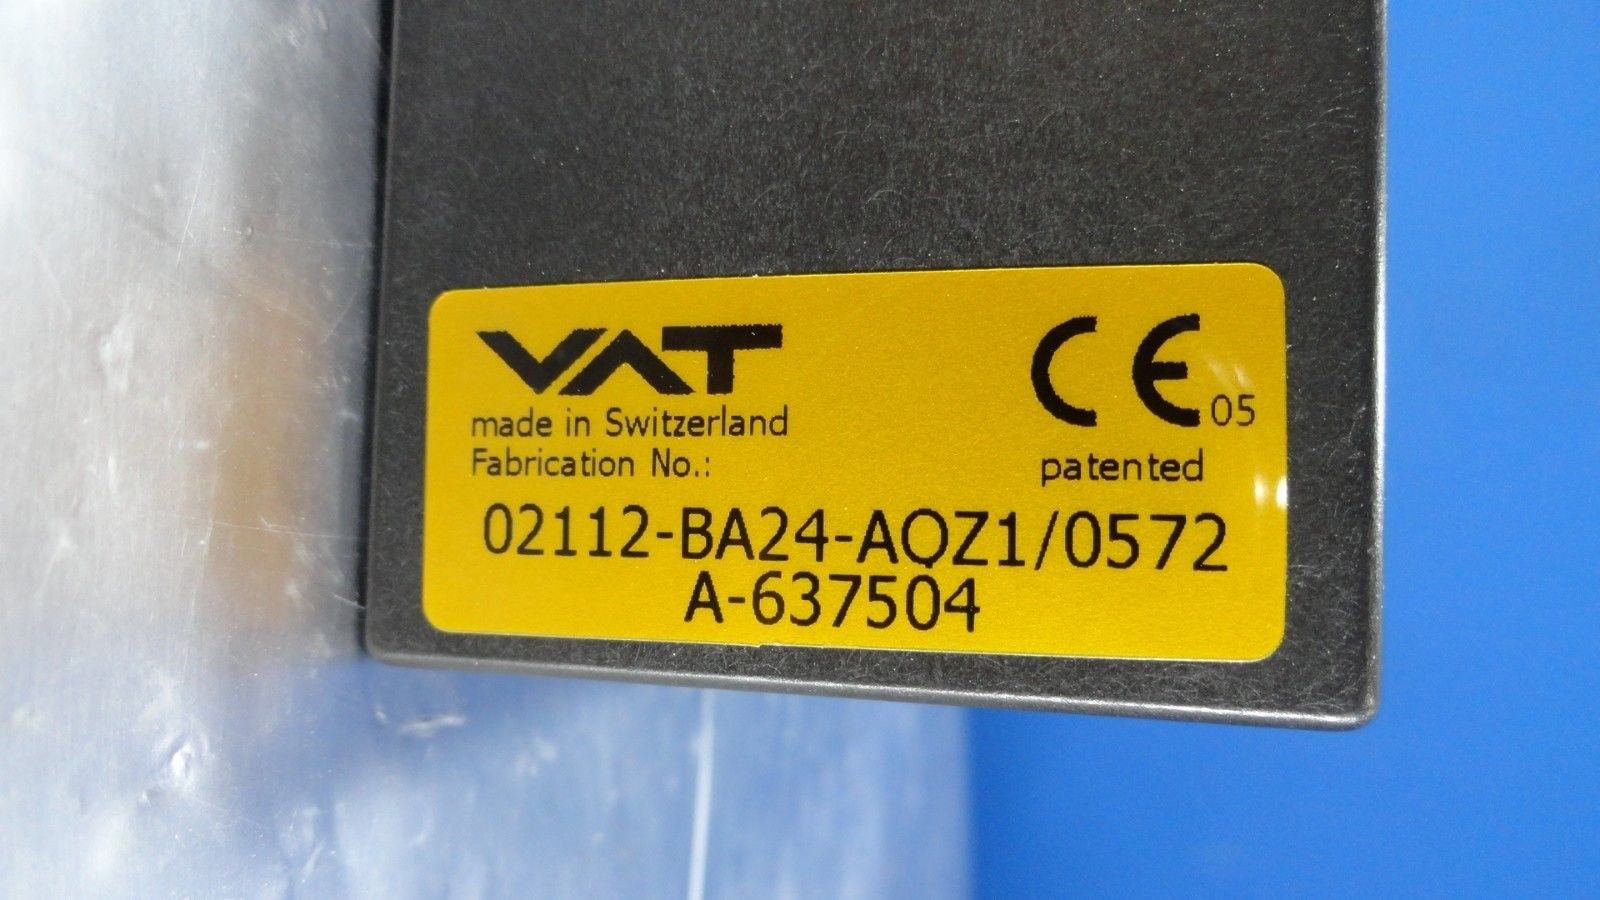 VAT CE 05
made in Switzerland
Fabrication No.: patented
02112-BA24-AQZ1/0572
A-637504